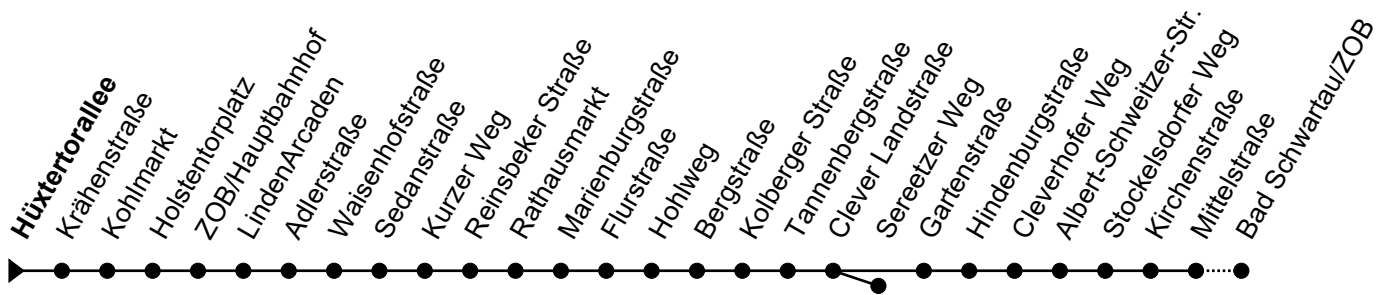 Hüxtertorallee
Krähenstraße
Kohlmarkt
Holstentorplatz
ZOB/Hauptbahnhof
Linden/Arcaden
Adlerstraße
Waisenhofstraße
Sedanstraße
Kurzer Weg
Reinsbeker Straße
Rathausmarkt
Marienburgstraße
Flurstraße
Hohlweg
Bergstraße
Kolberger Straße
Tannenbergstraße
Clever Landstraße
Sereetzer Weg
Gartenstraße
Hindenburgstraße
Cleverhofer Weg
Albert-Schweitzer-Str.
Stockelsdorfer Weg
Kirchenstraße
Mittelstraße
Bad Schwartau/ZOB